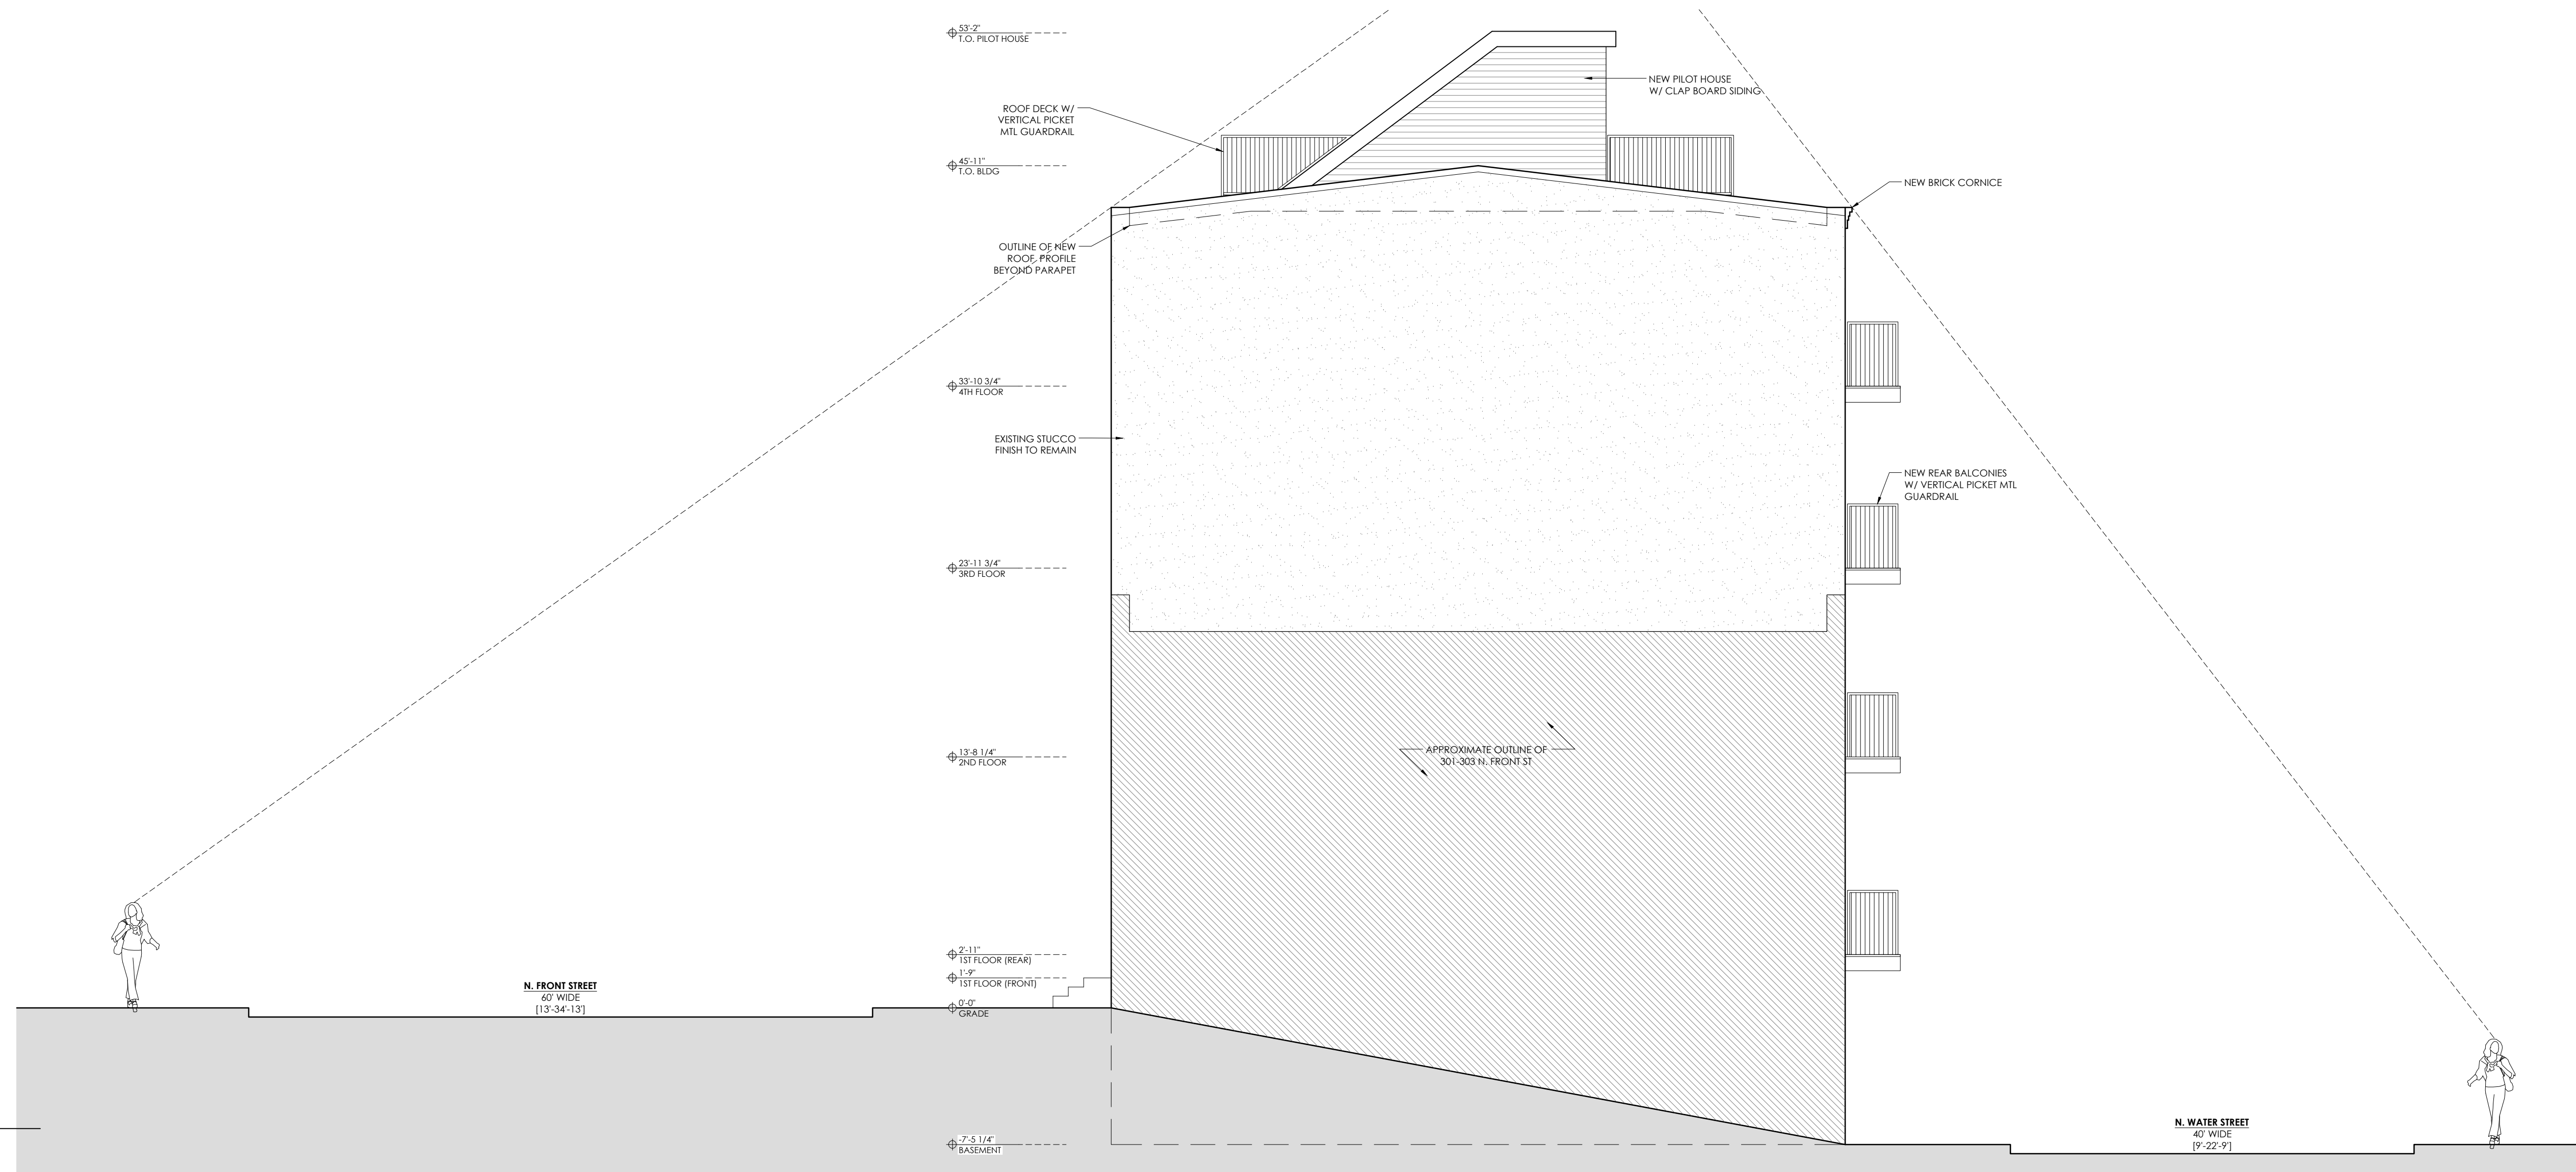 53'-2"
T.O. PILOT HOUSE
NEW PILOT HOUSE
W/ CLAP BOARD SIDING
ROOF DECK W/
VERTICAL PICKET
MTL GUARDRAIL
45'-11"
T.O. BLDG
NEW BRICK CORNICE
OUTLINE OF NEW
ROOF PROFILE
BEYOND PARAPET
33'-10 3/4"
4TH FLOOR
EXISTING STUCCO
FINISH TO REMAIN
NEW REAR BALCONIES
W/ VERTICAL PICKET MTL
GUARDRAIL
23'-11 3/4"
3RD FLOOR
13'-8 1/4"
2ND FLOOR
APPROXIMATE OUTLINE OF
301-303 N. FRONT ST
2'-11"
1ST FLOOR (REAR)
1'-9"
1ST FLOOR (FRONT)
0'-0"
GRADE
N. FRONT STREET
60' WIDE
[13'-34'-13']
-7'-5 1/4"
BASEMENT
N. WATER STREET
40' WIDE
[9'-22'-9']